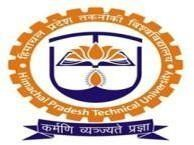 हिमाचल प्रदेश तकनीकी विश्वविद्यालय
Himachal Pradesh Technical University
कर्मणि व्यज्यते प्रज्ञा